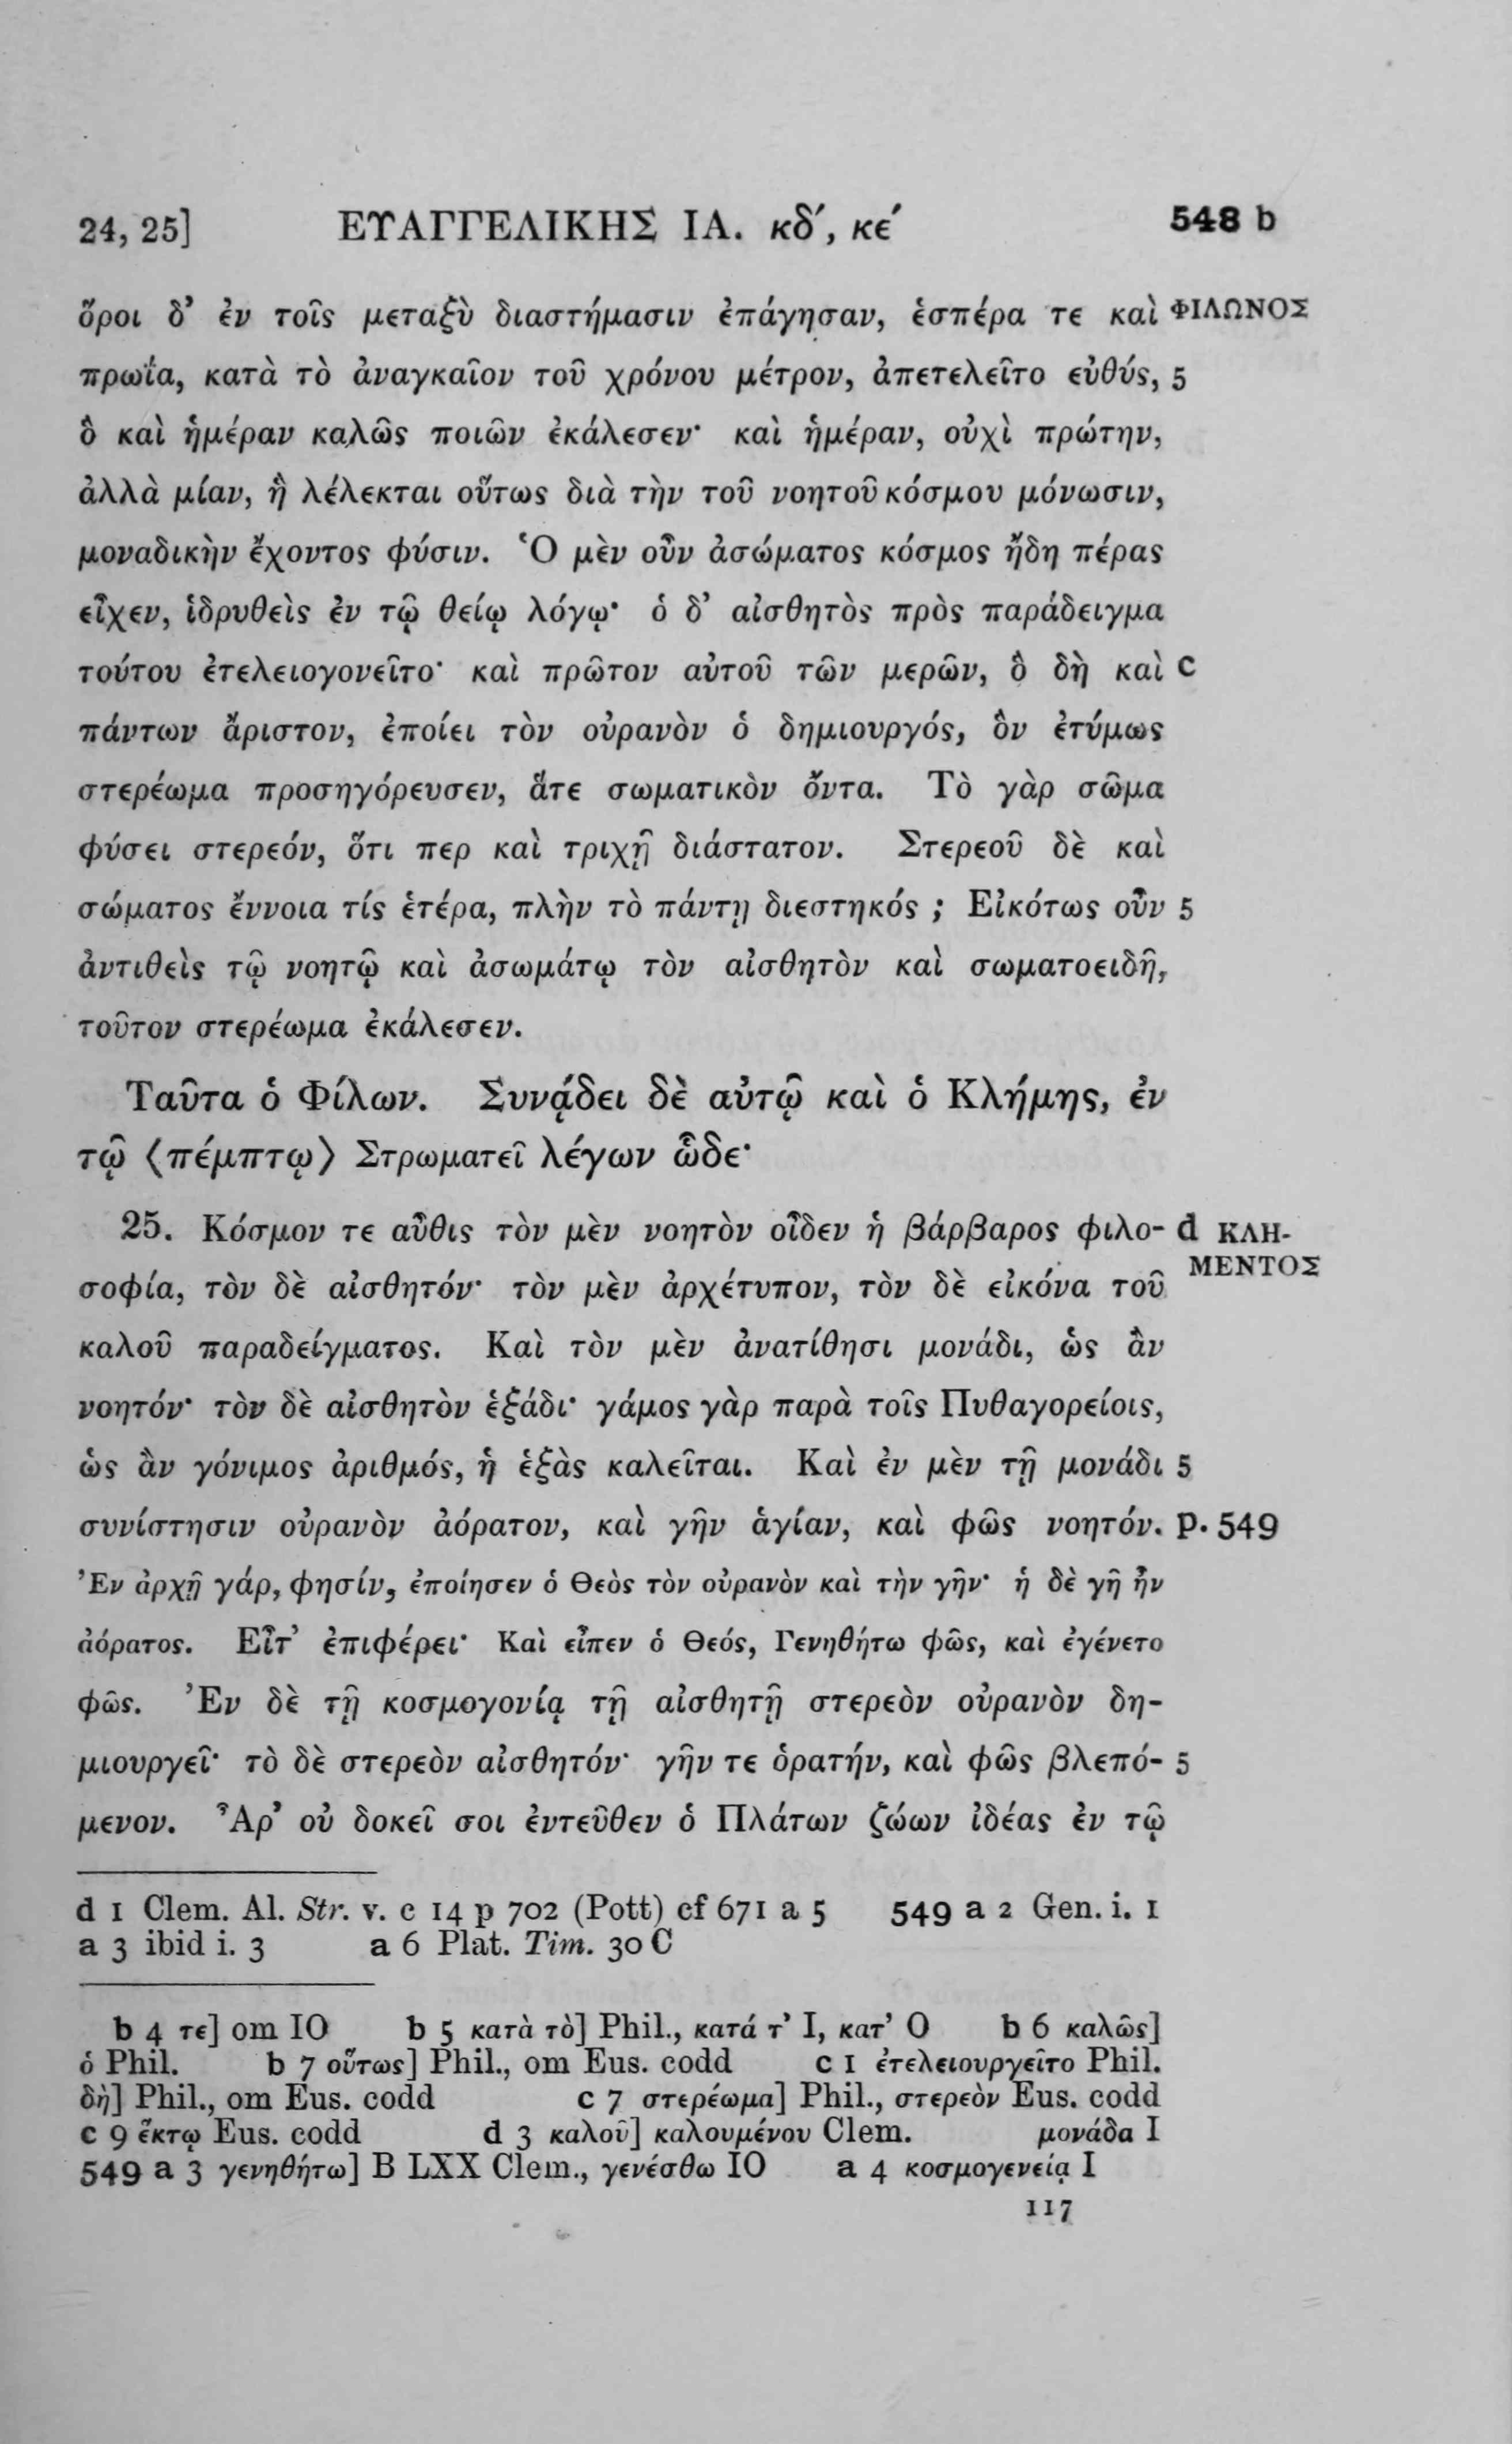 24, 25] ΕΥΑΓΓΕΛΙΚΗΣ ΙΑ. κδ΄, κε΄ 548 b
ὅροι δ’ ἐν τοῖς μεταξὺ διαστήμασιν ἐπάγησαν, ἑσπέρα τε καὶ ΦΙΛΩΝΟΣ
πρωΐα, κατὰ τὸ ἀναγκαῖον τοῦ χρόνου μέτρον, ἀπετελεῖτο εὐθύς, 5
ὃ καὶ ἡμέραν καλῶς ποιῶν ἐκάλεσεν· καὶ ἡμέραν, οὐχὶ πρώτην,
ἀλλὰ μίαν, ἣ λέλεκται οὕτως διὰ τὴν τοῦ νοητοῦ κόσμου μόνωσιν,
μοναδικὴν ἔχοντος φύσιν. Ὁ μὲν οὖν ἀσώματος κόσμος ἤδη πέρας
εἶχεν, ἱδρυθεὶς ἐν τῷ θείῳ λόγῳ· ὁ δ’ αἰσθητὸς πρὸς παράδειγμα
τούτου ἐτελειογονεῖτο· καὶ πρῶτον αὐτοῦ τῶν μερῶν, ὃ δὴ καὶ c
πάντων ἄριστον, ἐποίει τὸν οὐρανὸν ὁ δημιουργός, ὃν ἐτύμως
στερέωμα προσηγόρευσεν, ἅτε σωματικὸν ὄντα. Τὸ γὰρ σῶμα
φύσει στερεόν, ὅτι περ καὶ τριχῇ διάστατον. Στερεοῦ δὲ καὶ
σώματος ἔννοια τίς ἑτέρα, πλὴν τὸ πάντῃ διεστηκός ; Εἰκότως οὖν 5
ἀντιθεὶς τῷ νοητῷ καὶ ἀσωμάτῳ τὸν αἰσθητὸν καὶ σωματοειδῆ,
τοῦτον στερέωμα ἐκάλεσεν.
Ταῦτα ὁ Φίλων. Συνᾴδει δὲ αὐτῷ καὶ ὁ Κλήμης, ἐν
τῷ ⟨πέμπτῳ⟩ Στρωματεῖ λέγων ὧδε·
25. Κόσμον τε αὖθις τὸν μὲν νοητὸν οἶδεν ἡ βάρβαρος φιλο- d ΚΛΗ-
σοφία, τὸν δὲ αἰσθητόν· τὸν μὲν ἀρχέτυπον, τὸν δὲ εἰκόνα τοῦ ΜΕΝΤΟΣ
καλοῦ παραδείγματος. Καὶ τὸν μὲν ἀνατίθησι μονάδι, ὡς ἂν
νοητόν· τὸν δὲ αἰσθητὸν ἑξάδι· γάμος γὰρ παρὰ τοῖς Πυθαγορείοις,
ὡς ἂν γόνιμος ἀριθμός, ἡ ἑξὰς καλεῖται. Καὶ ἐν μὲν τῇ μονάδι 5
συνίστησιν οὐρανὸν ἀόρατον, καὶ γῆν ἁγίαν, καὶ φῶς νοητόν. p. 549
Ἐν ἀρχῇ γάρ, φησίν, ἐποίησεν ὁ Θεὸς τὸν οὐρανὸν καὶ τὴν γῆν· ἡ δὲ γῆ ἦν
ἀόρατος. Εἶτ’ ἐπιφέρει· Καὶ εἶπεν ὁ Θεός, Γενηθήτω φῶς, καὶ ἐγένετο
φῶς. Ἐν δὲ τῇ κοσμογονίᾳ τῇ αἰσθητῇ στερεὸν οὐρανὸν δη-
μιουργεῖ· τὸ δὲ στερεὸν αἰσθητόν· γῆν τε ὁρατήν, καὶ φῶς βλεπό- 5
μενον. Ἆρ’ οὐ δοκεῖ σοι ἐντεῦθεν ὁ Πλάτων ζώων ἰδέας ἐν τῷ
d 1 Clem. Al. Str. v. c 14 p 702 (Pott) cf 671 a 5 549 a 2 Gen. i. 1
a 3 ibid i. 3 a 6 Plat. Tim. 30 C
b 4 τε] om IO b 5 κατὰ τὸ] Phil., κατά τ’ I, κατ’ O b 6 καλῶς]
ὁ Phil. b 7 οὕτως] Phil., om Eus. codd c 1 ἐτελειουργεῖτο Phil.
δὴ] Phil., om Eus. codd c 7 στερέωμα] Phil., στερεὸν Eus. codd
c 9 ἕκτῳ Eus. codd d 3 καλοῦ] καλουμένου Clem. μονάδα I
549 a 3 γενηθήτω] B LXX Clem., γενέσθω IO a 4 κοσμογενείᾳ I
117